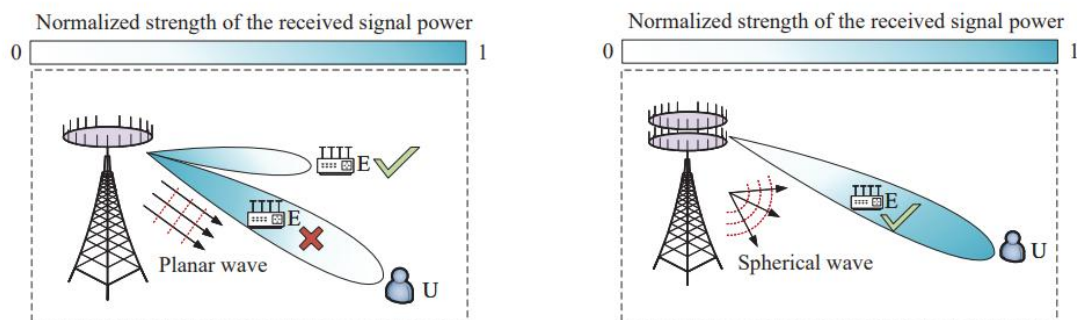 Normalized strength of the received signal power
0 1
E
E
Planar wave
U
Normalized strength of the received signal power
0 1
E
Spherical wave
U